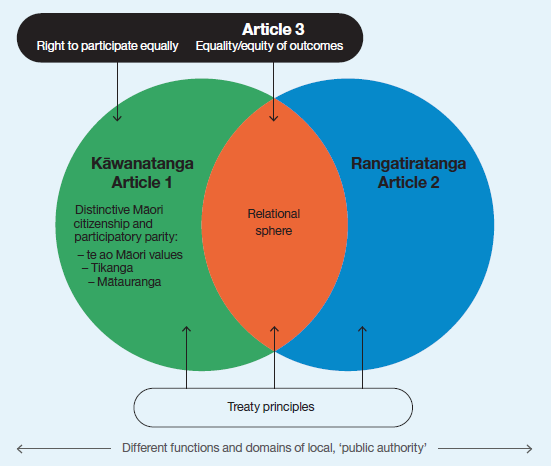 Article 3
Right to participate equally
Equality/equity of outcomes
Kāwanatanga
Article 1
Distinctive Māori
citizenship and
participatory parity:
– te ao Māori values
– Tikanga
– Mātauranga
Relational
sphere
Rangatiratanga
Article 2
Treaty principles
Different functions and domains of local, ‘public authority’